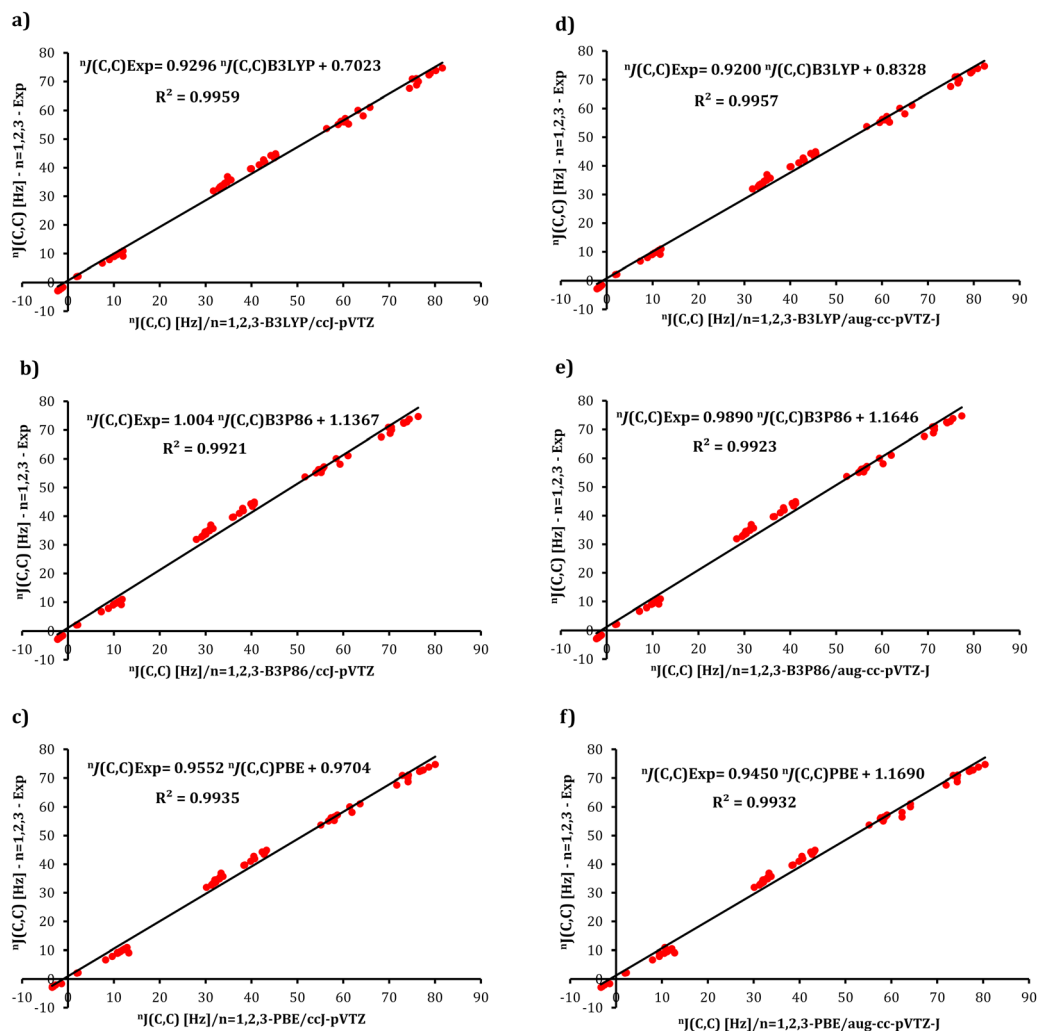 a)
ⁿJ(C,C)Exp= 0.9296 ⁿJ(C,C)B3LYP + 0.7023
R² = 0.9959
ⁿJ(C,C) [Hz] - n=1,2,3 - Exp
80
70
60
50
40
30
20
10
0
-10
-10 0 10 20 30 40 50 60 70 80 90
ⁿJ(C,C) [Hz]/n=1,2,3-B3LYP/ccJ-pVTZ
d)
ⁿJ(C,C)Exp= 0.9200 ⁿJ(C,C)B3LYP + 0.8328
R² = 0.9957
ⁿJ(C,C) [Hz] - n=1,2,3 - Exp
80
70
60
50
40
30
20
10
0
-10
-10 0 10 20 30 40 50 60 70 80 90
ⁿJ(C,C) [Hz]/n=1,2,3-B3LYP/aug-cc-pVTZ-J
b)
ⁿJ(C,C)Exp= 1.004 ⁿJ(C,C)B3P86 + 1.1367
R² = 0.9921
ⁿJ(C,C) [Hz] - n=1,2,3 - Exp
80
70
60
50
40
30
20
10
0
-10
-10 0 10 20 30 40 50 60 70 80 90
ⁿJ(C,C) [Hz]/n=1,2,3-B3P86/ccJ-pVTZ
e)
ⁿJ(C,C)Exp= 0.9890 ⁿJ(C,C)B3P86 + 1.1646
R² = 0.9923
ⁿJ(C,C) [Hz] - n=1,2,3 - Exp
80
70
60
50
40
30
20
10
0
-10
-10 0 10 20 30 40 50 60 70 80 90
ⁿJ(C,C) [Hz]/n=1,2,3-B3P86/aug-cc-pVTZ-J
c)
ⁿJ(C,C)Exp= 0.9552 ⁿJ(C,C)PBE + 0.9704
R² = 0.9935
ⁿJ(C,C) [Hz] - n=1,2,3 - Exp
80
70
60
50
40
30
20
10
0
-10
-10 0 10 20 30 40 50 60 70 80 90
ⁿJ(C,C) [Hz]/n=1,2,3-PBE/ccJ-pVTZ
f)
ⁿJ(C,C)Exp= 0.9450 ⁿJ(C,C)PBE + 1.1690
R² = 0.9932
ⁿJ(C,C) [Hz] - n=1,2,3 - Exp
80
70
60
50
40
30
20
10
0
-10
-10 0 10 20 30 40 50 60 70 80 90
ⁿJ(C,C) [Hz]/n=1,2,3-PBE/aug-cc-pVTZ-J